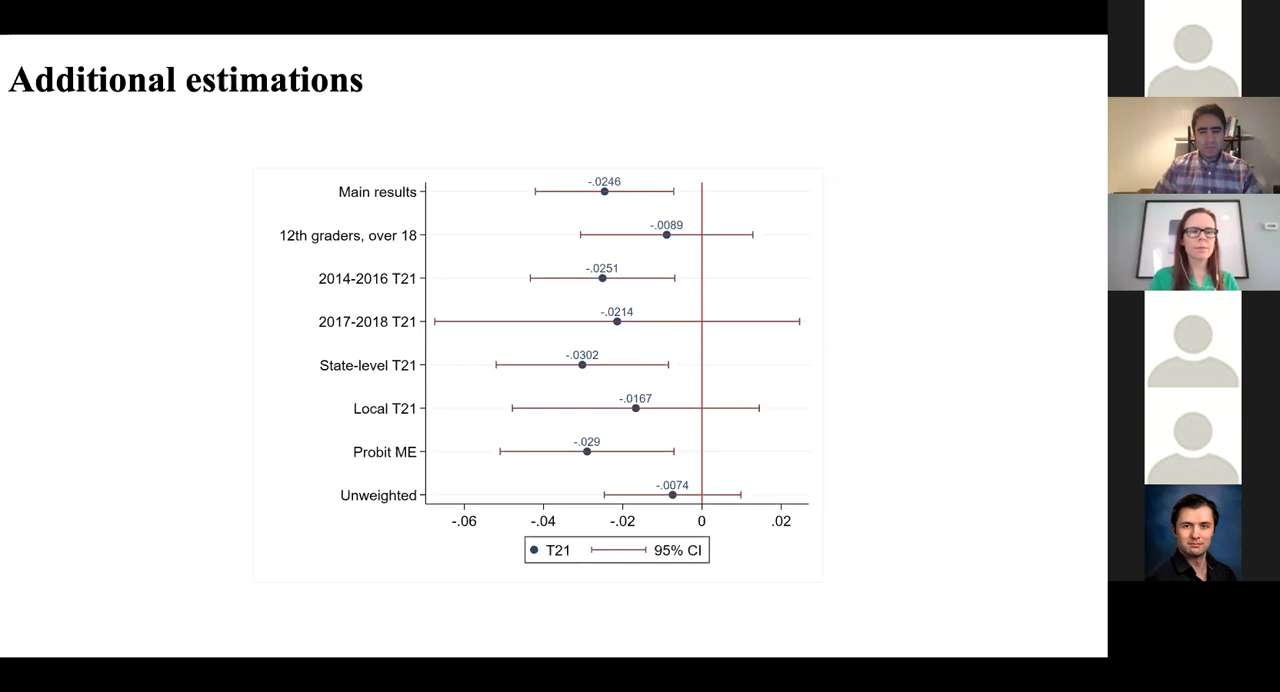 Additional estimations
Main results
-.0246
12th graders, over 18
-.0089
2014-2016 T21
-.0251
2017-2018 T21
-.0214
State-level T21
-.0302
Local T21
-.0167
Probit ME
-.029
Unweighted
-.0074
-.06 -.04 -.02 0 .02
T21 95% CI